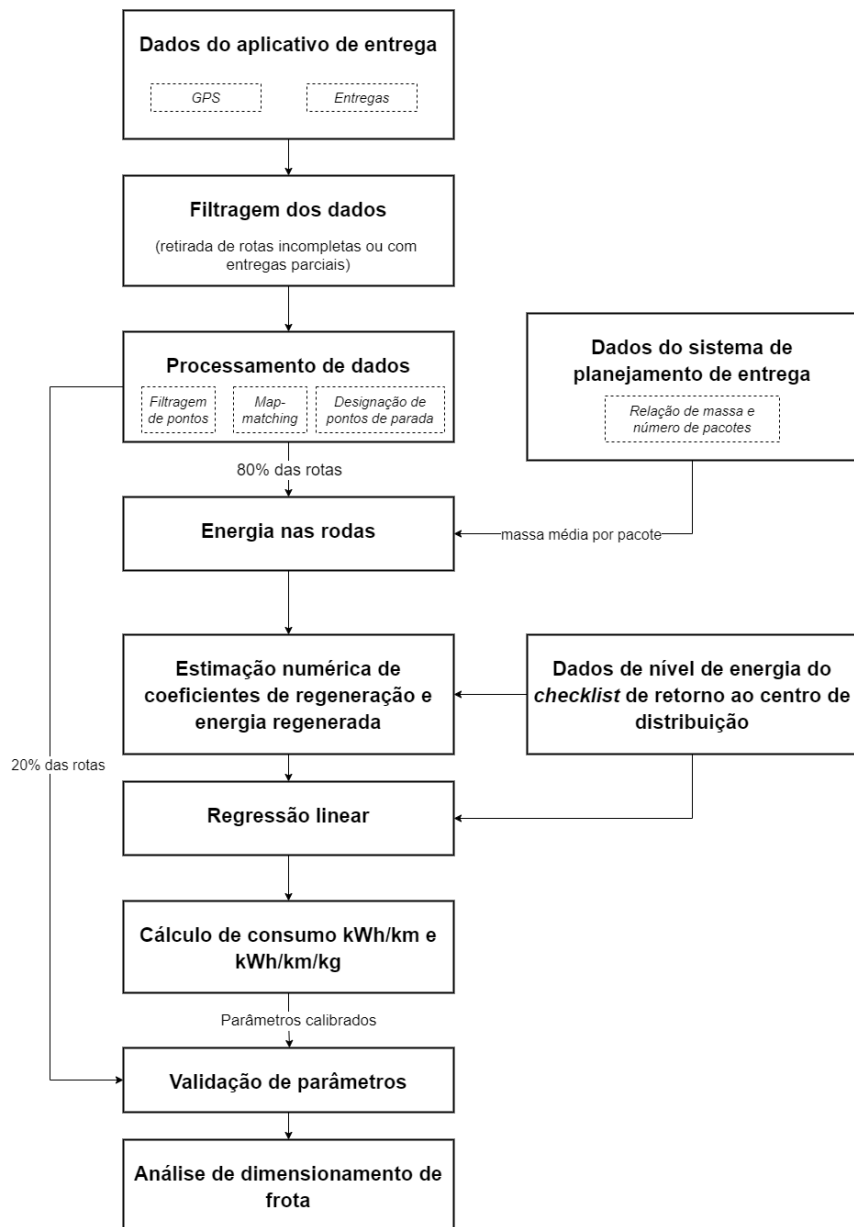 Dados do aplicativo de entrega
GPS
Entregas
Filtragem dos dados
(retirada de rotas incompletas ou com
entregas parciais)
Processamento de dados
Filtragem
de pontos
Map-
matching
Designação de
pontos de parada
Dados do sistema de
planejamento de entrega
Relação de massa e
número de pacotes
80% das rotas
Energia nas rodas
massa média por pacote
Estimação numérica de
coeficientes de regeneração e
energia regenerada
Dados de nível de energia do
checklist de retorno ao centro de
distribuição
20% das rotas
Regressão linear
Cálculo de consumo kWh/km e
kWh/km/kg
Parâmetros calibrados
Validação de parâmetros
Análise de dimensionamento de
frota